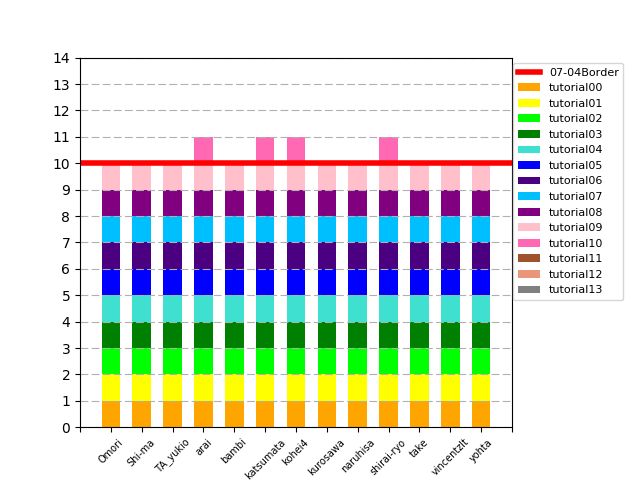 14
13
12
11
10
9
8
7
6
5
4
3
2
1
0
07-04Border
tutorial00
tutorial01
tutorial02
tutorial03
tutorial04
tutorial05
tutorial06
tutorial07
tutorial08
tutorial09
tutorial10
tutorial11
tutorial12
tutorial13
Omori
Shi-ma
TA_yukio
arai
bambi
katsumata
kohei4
kurosawa
naruhisa
shirai-ryo
take
vincentzlt
yohta